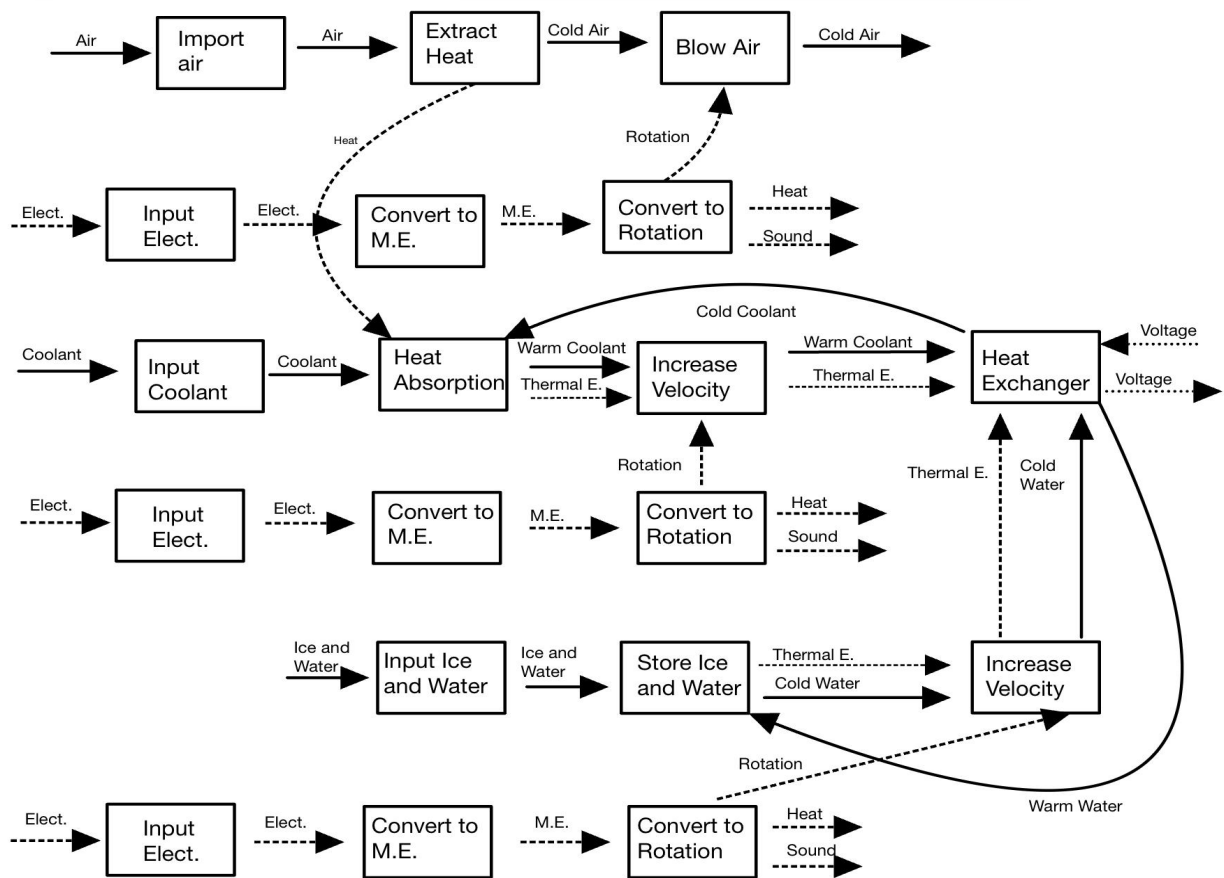 Air
Import
air
Air
Extract
Heat
Cold Air
Blow Air
Cold Air
Heat
Rotation
Elect.
Input
Elect.
Elect.
Convert to
M.E.
M.E.
Convert to
Rotation
Heat
Sound
Cold Coolant
Coolant
Input
Coolant
Coolant
Heat
Absorption
Warm Coolant
Thermal E.
Increase
Velocity
Warm Coolant
Thermal E.
Heat
Exchanger
Voltage
Voltage
Rotation
Thermal E.
Cold
Water
Elect.
Input
Elect.
Elect.
Convert to
M.E.
M.E.
Convert to
Rotation
Heat
Sound
Ice and
Water
Input Ice
and Water
Ice and
Water
Store Ice
and Water
Thermal E.
Cold Water
Increase
Velocity
Rotation
Warm Water
Elect.
Input
Elect.
Elect.
Convert to
M.E.
M.E.
Convert to
Rotation
Heat
Sound